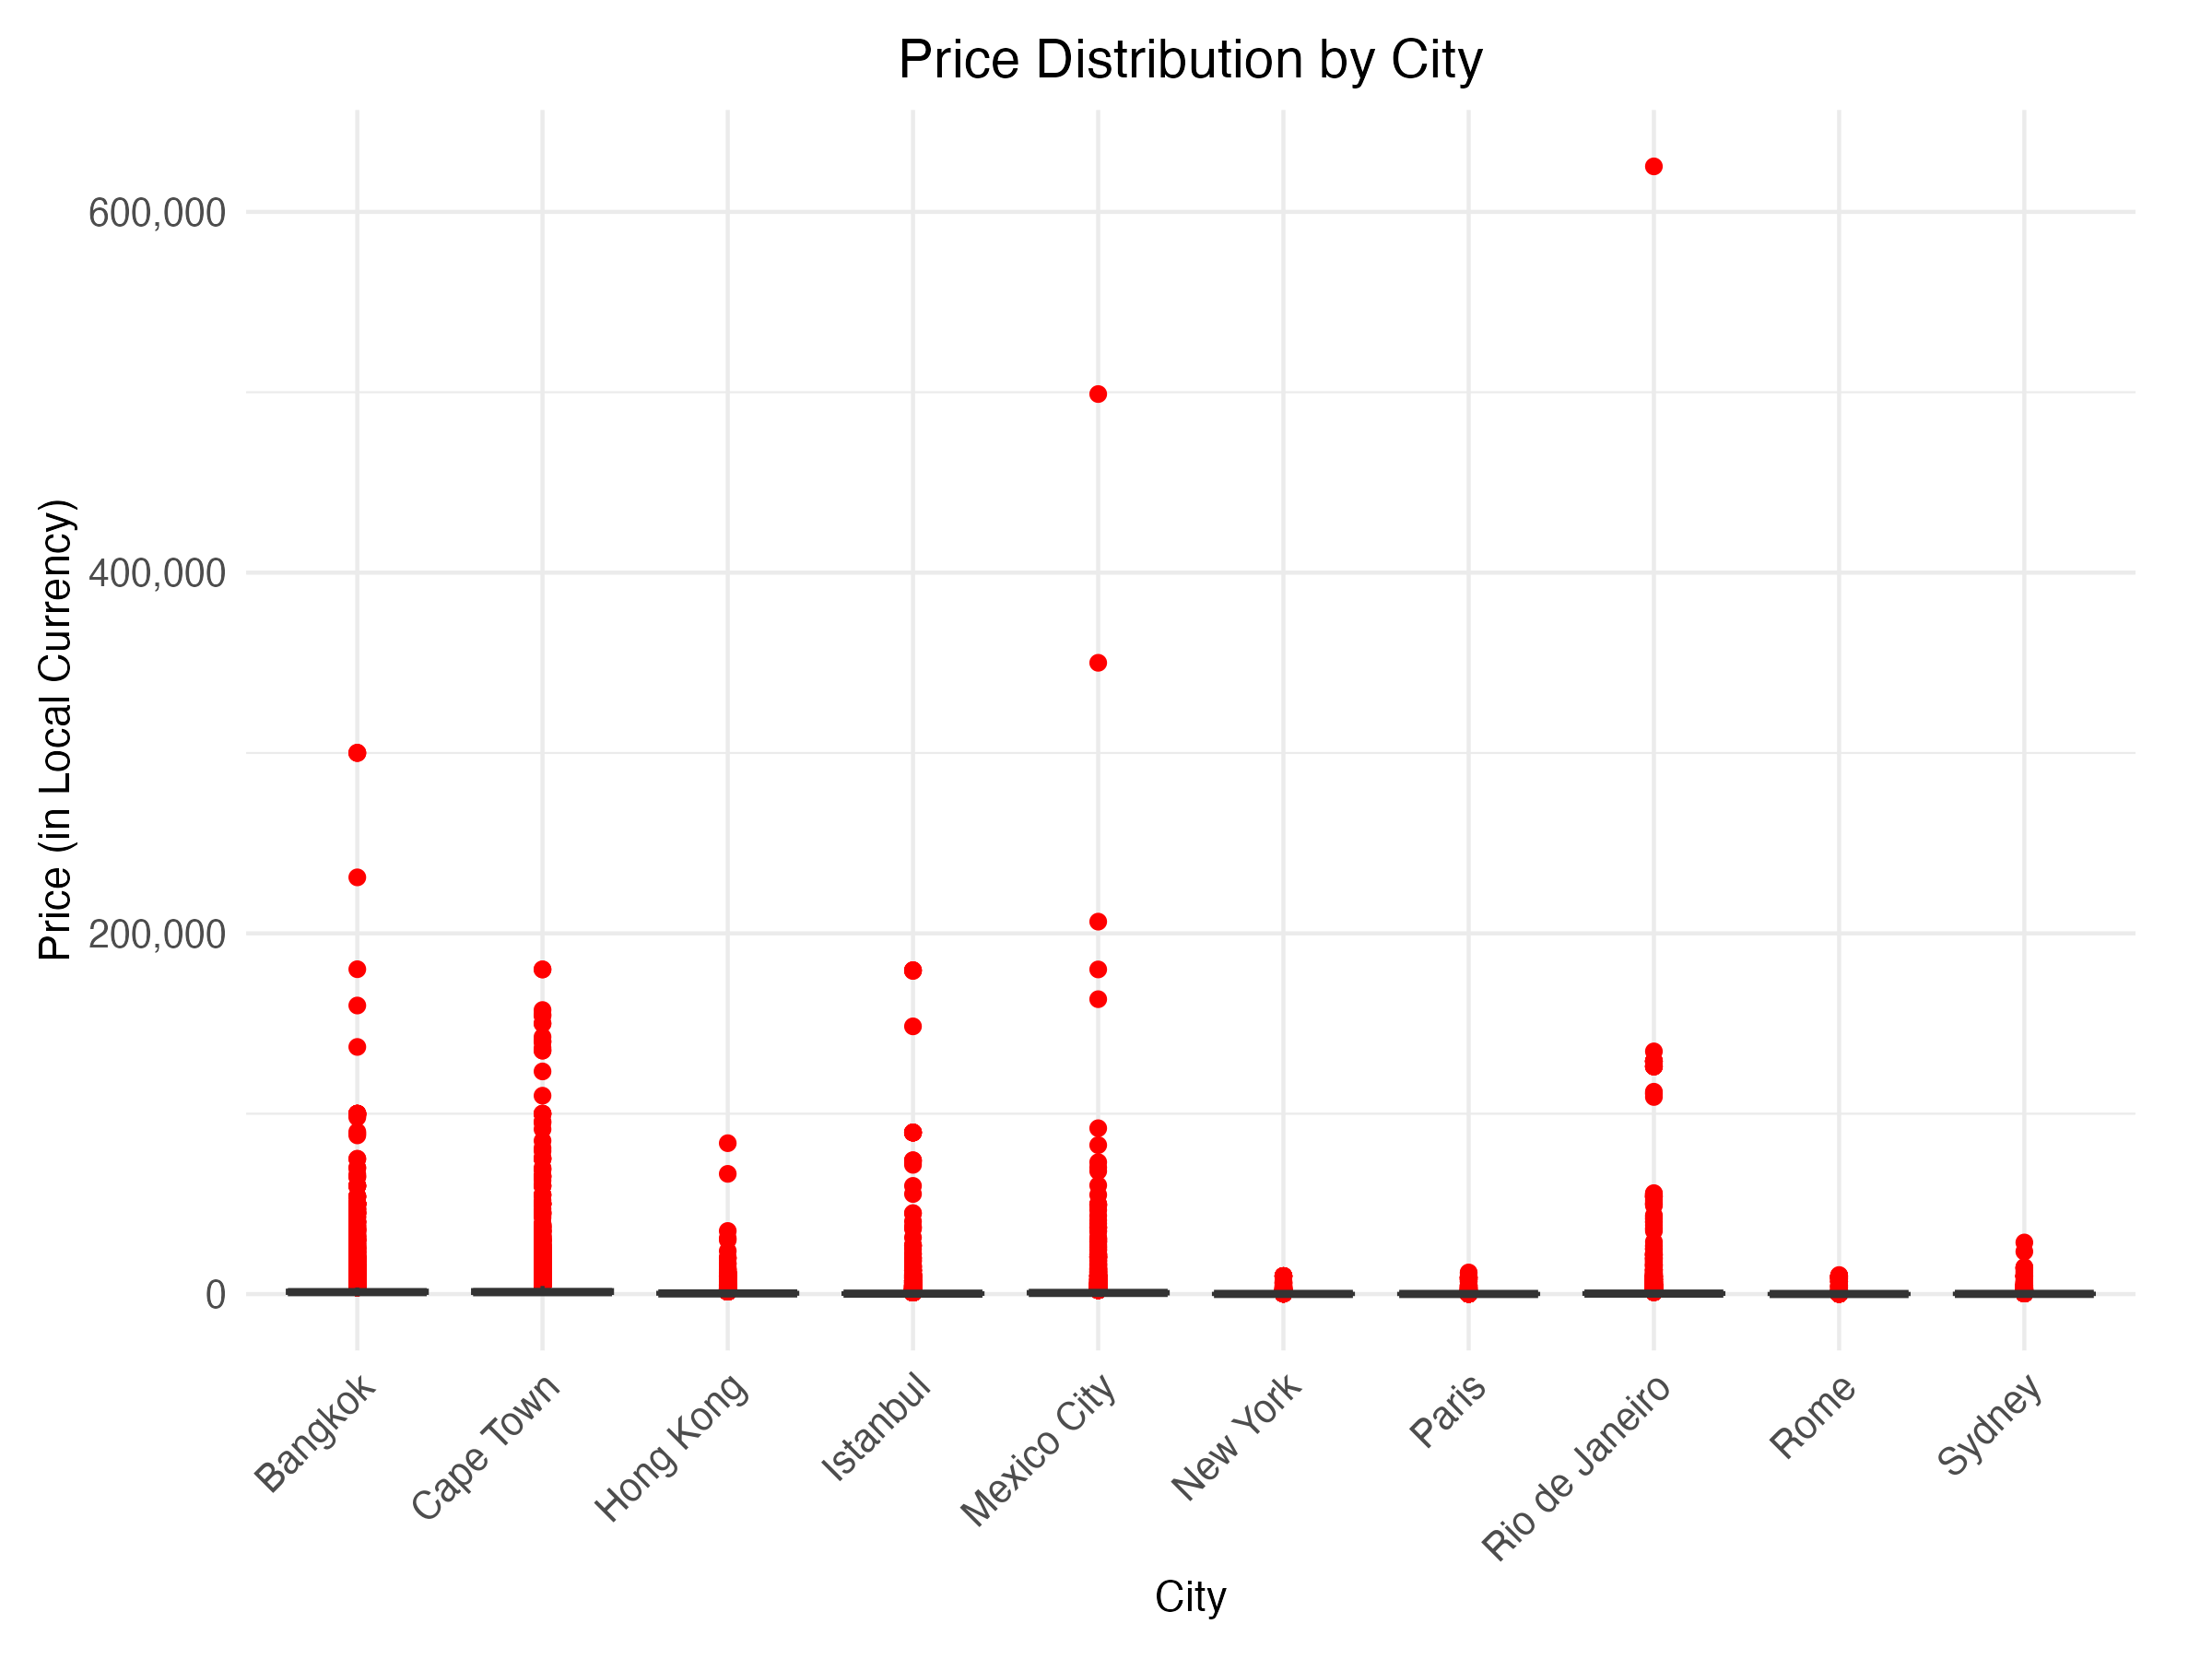 Price Distribution by City
Price (in Local Currency)
600,000
400,000
200,000
0
Bangkok
Cape Town
Hong Kong
Istanbul
Mexico City
New York
Paris
Rio de Janeiro
Rome
Sydney
City